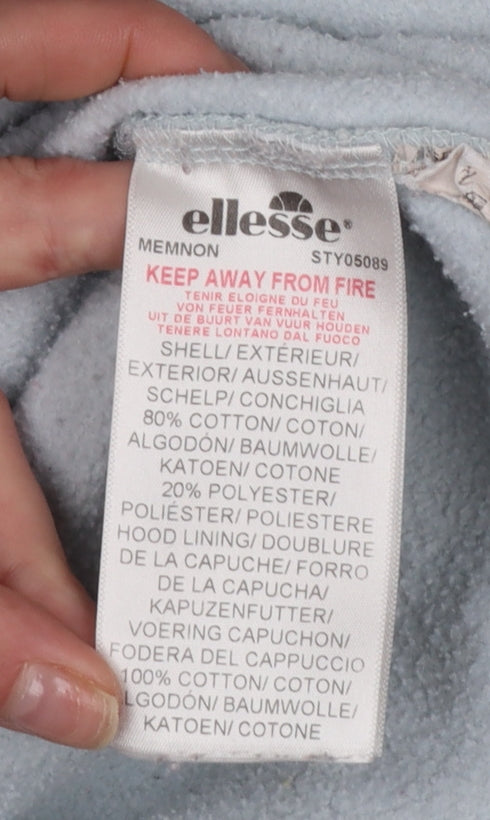 ellesse®
MEMNON STY05089
KEEP AWAY FROM FIRE
TENIR ELOIGNE DU FEU
VON FEUER FERNHALTEN
UIT DE BUURT VAN VUUR HOUDEN
TENERE LONTANO DAL FUOCO
SHELL/ EXTÉRIEUR/
EXTERIOR/ AUSSENHAUT/
SCHELP/ CONCHIGLIA
80% COTTON/ COTON/
ALGODÓN/ BAUMWOLLE/
KATOEN/ COTONE
20% POLYESTER/
POLIÉSTER/ POLIESTERE
HOOD LINING/ DOUBLURE
DE LA CAPUCHE/ FORRO
DE LA CAPUCHA/
KAPUZENFUTTER/
VOERING CAPUCHON/
FODERA DEL CAPPUCCIO
100% COTTON/ COTON/
LGODÓN/ BAUMWOLLE/
KATOEN/ COTONE